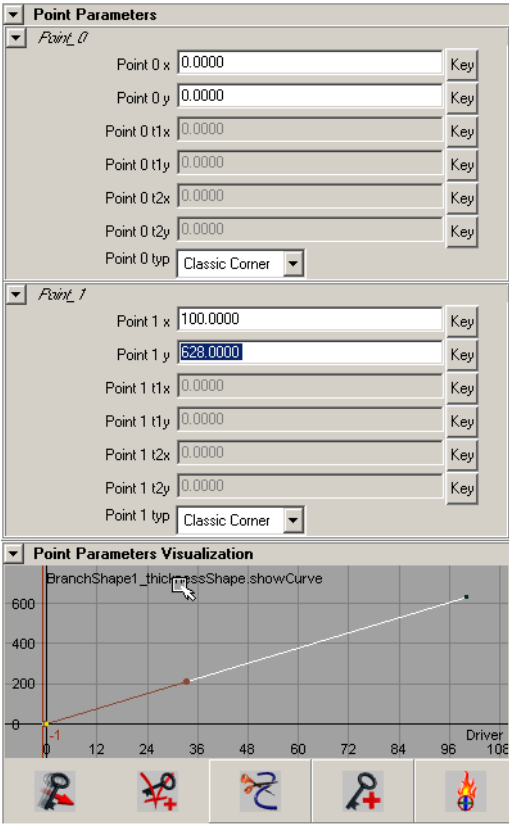 Point Parameters
Point_0
Point 0 x 0.0000 Key
Point 0 y 0.0000 Key
Point 0 t1x 0.0000 Key
Point 0 t1y 0.0000 Key
Point 0 t2x 0.0000 Key
Point 0 t2y 0.0000 Key
Point 0 typ Classic Corner
Point_1
Point 1 x 100.0000 Key
Point 1 y 628.0000 Key
Point 1 t1x 0.0000 Key
Point 1 t1y 0.0000 Key
Point 1 t2x 0.0000 Key
Point 1 t2y 0.0000 Key
Point 1 typ Classic Corner
Point Parameters Visualization
BranchShape1_thicknessShape.showCurve
600
400
200
0
-1 Driver
0 12 24 36 48 60 72 84 96 108